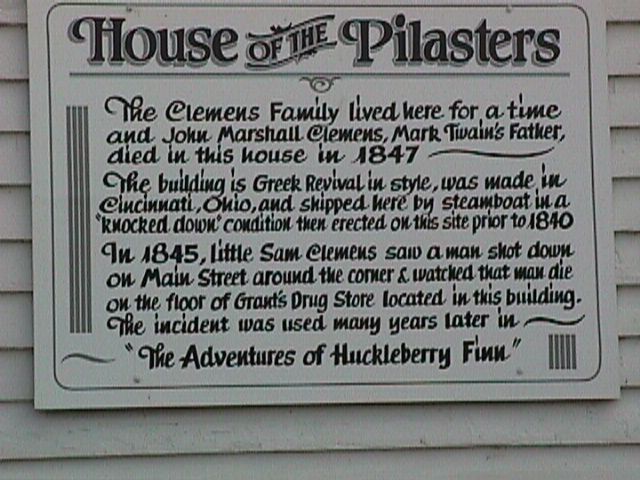 House OF THE Pilasters
The Clemens Family lived here for a time
and John Marshall Clemens, Mark Twain's Father,
died in this house in 1847
The building is Greek Revival in style, was made in
Cincinnati, Ohio, and shipped here by steamboat in a
"knocked down" condition then erected on this site prior to 1840
In 1845, little Sam Clemens saw a man shot down
on Main Street around the corner & watched that man die
on the floor of Grant's Drug Store located in this building.
The incident was used many years later in
"The Adventures of Huckleberry Finn"